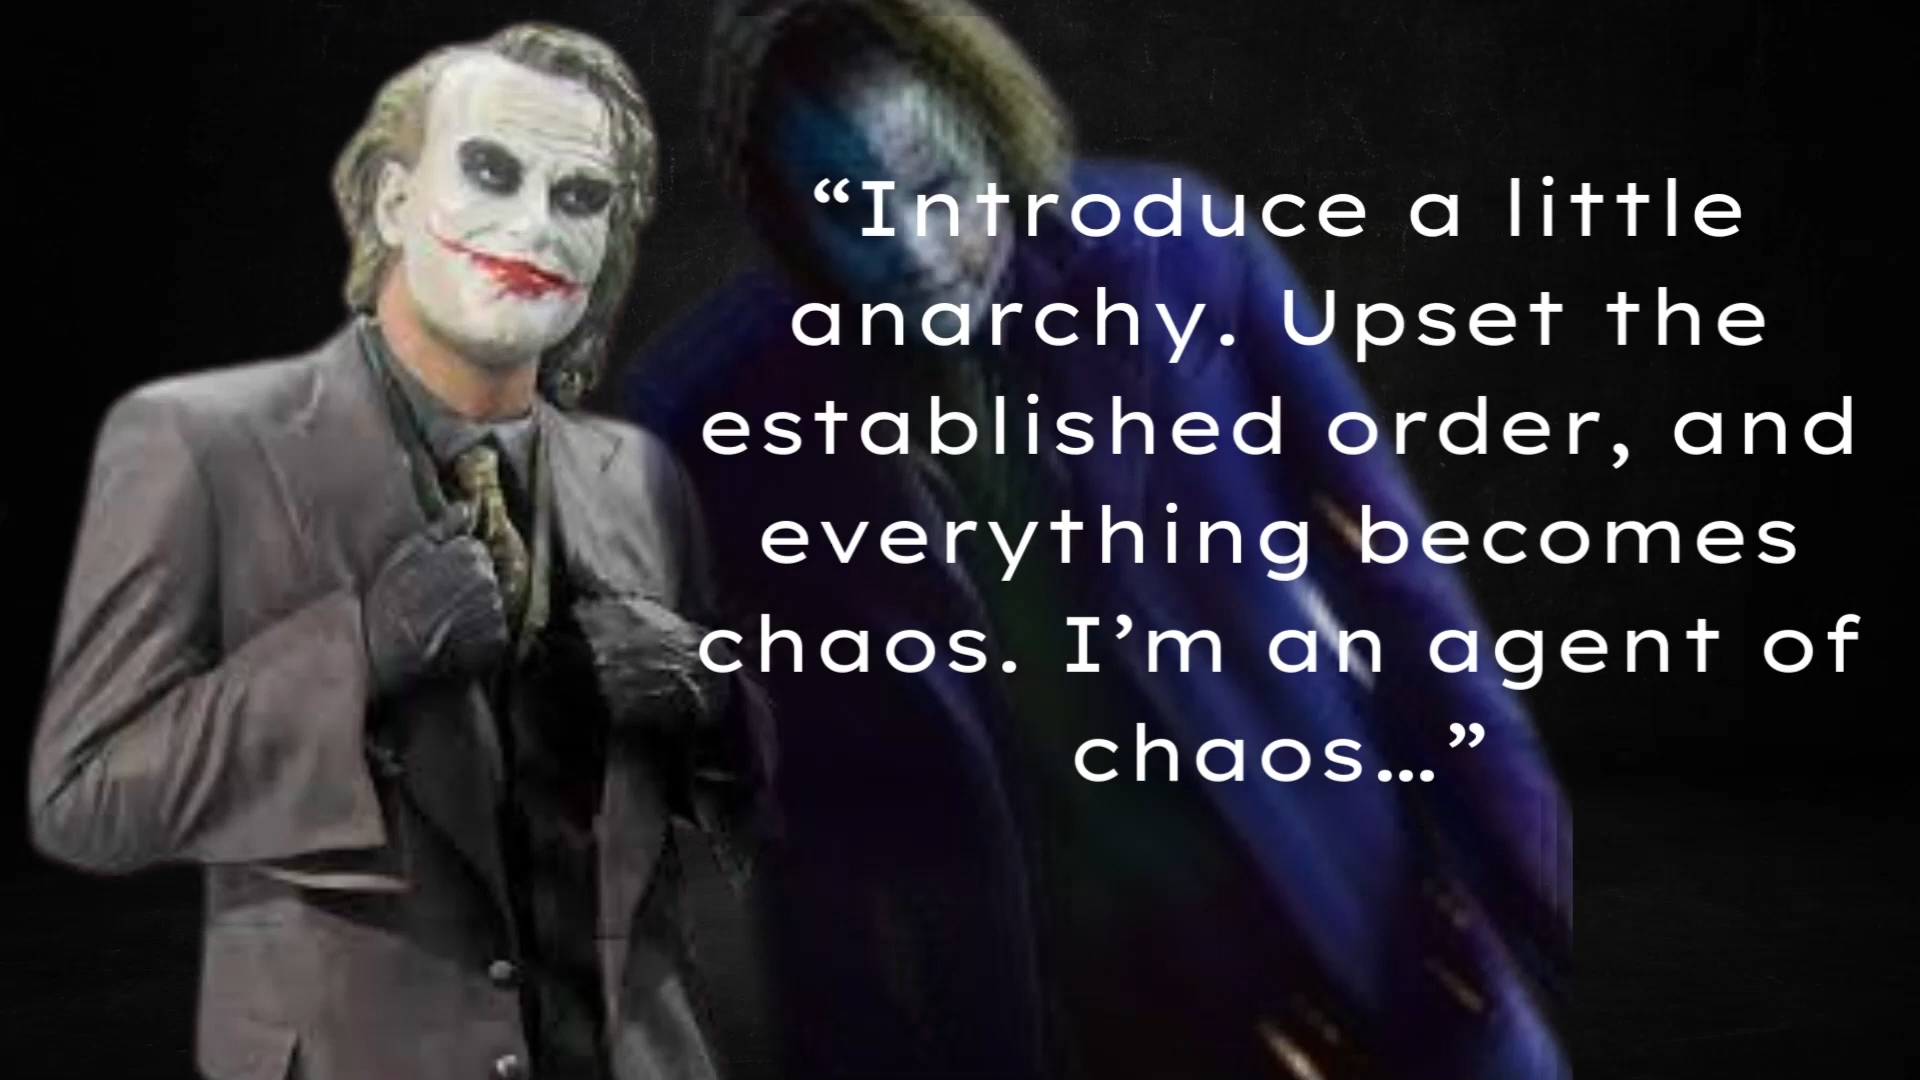 “Introduce a little
anarchy. Upset the
established order, and
everything becomes
chaos. I’m an agent of
chaos…”